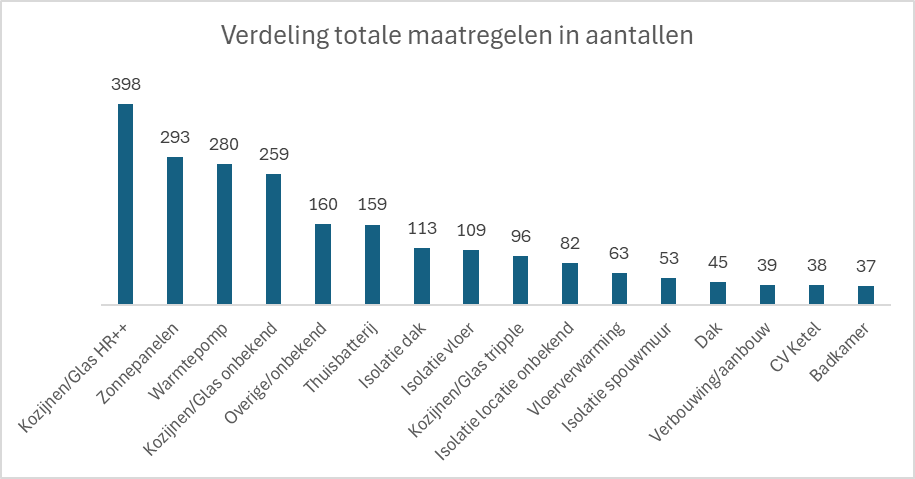 Verdeling totale maatregelen in aantallen
398
293
280
259
160
159
113
109
96
82
63
53
45
39
38
37
Kozijnen/Glas HR++
Zonnepanelen
Warmtepomp
Kozijnen/Glas onbekend
Overige/onbekend
Thuisbatterij
Isolatie dak
Isolatie vloer
Kozijnen/Glas tripple
Isolatie locatie onbekend
Vloerverwarming
Isolatie spouwmuur
Dak
Verbouwing/aanbouw
CV Ketel
Badkamer